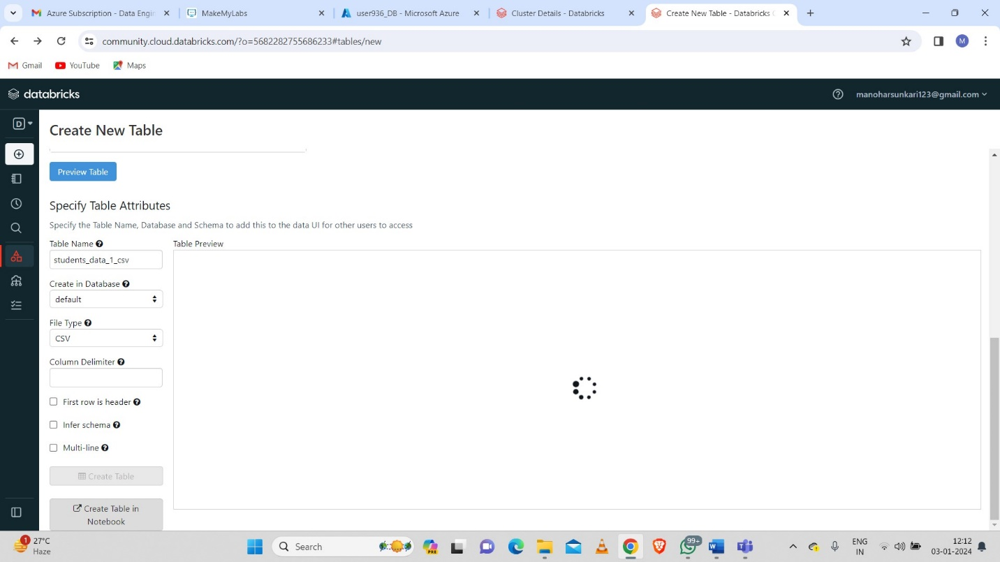 Azure Subscription - Data Engin
MakeMyLabs
user936_DB - Microsoft Azure
Cluster Details - Databricks
Create New Table - Databricks C
community.cloud.databricks.com/?o=5682282755686233#tables/new
M
Gmail
YouTube
Maps
databricks
manoharsunkari123@gmail.com
D
Create New Table
Preview Table
Specify Table Attributes
Specify the Table Name, Database and Schema to add this to the data UI for other users to access
Table Name
Table Preview
students_data_1_csv
Create in Database
default
File Type
CSV
Column Delimiter
First row is header
Infer schema
Multi-line
Create Table
Create Table in
Notebook
1
27°C
Haze
Search
PRE
99+
ENG
IN
12:12
03-01-2024